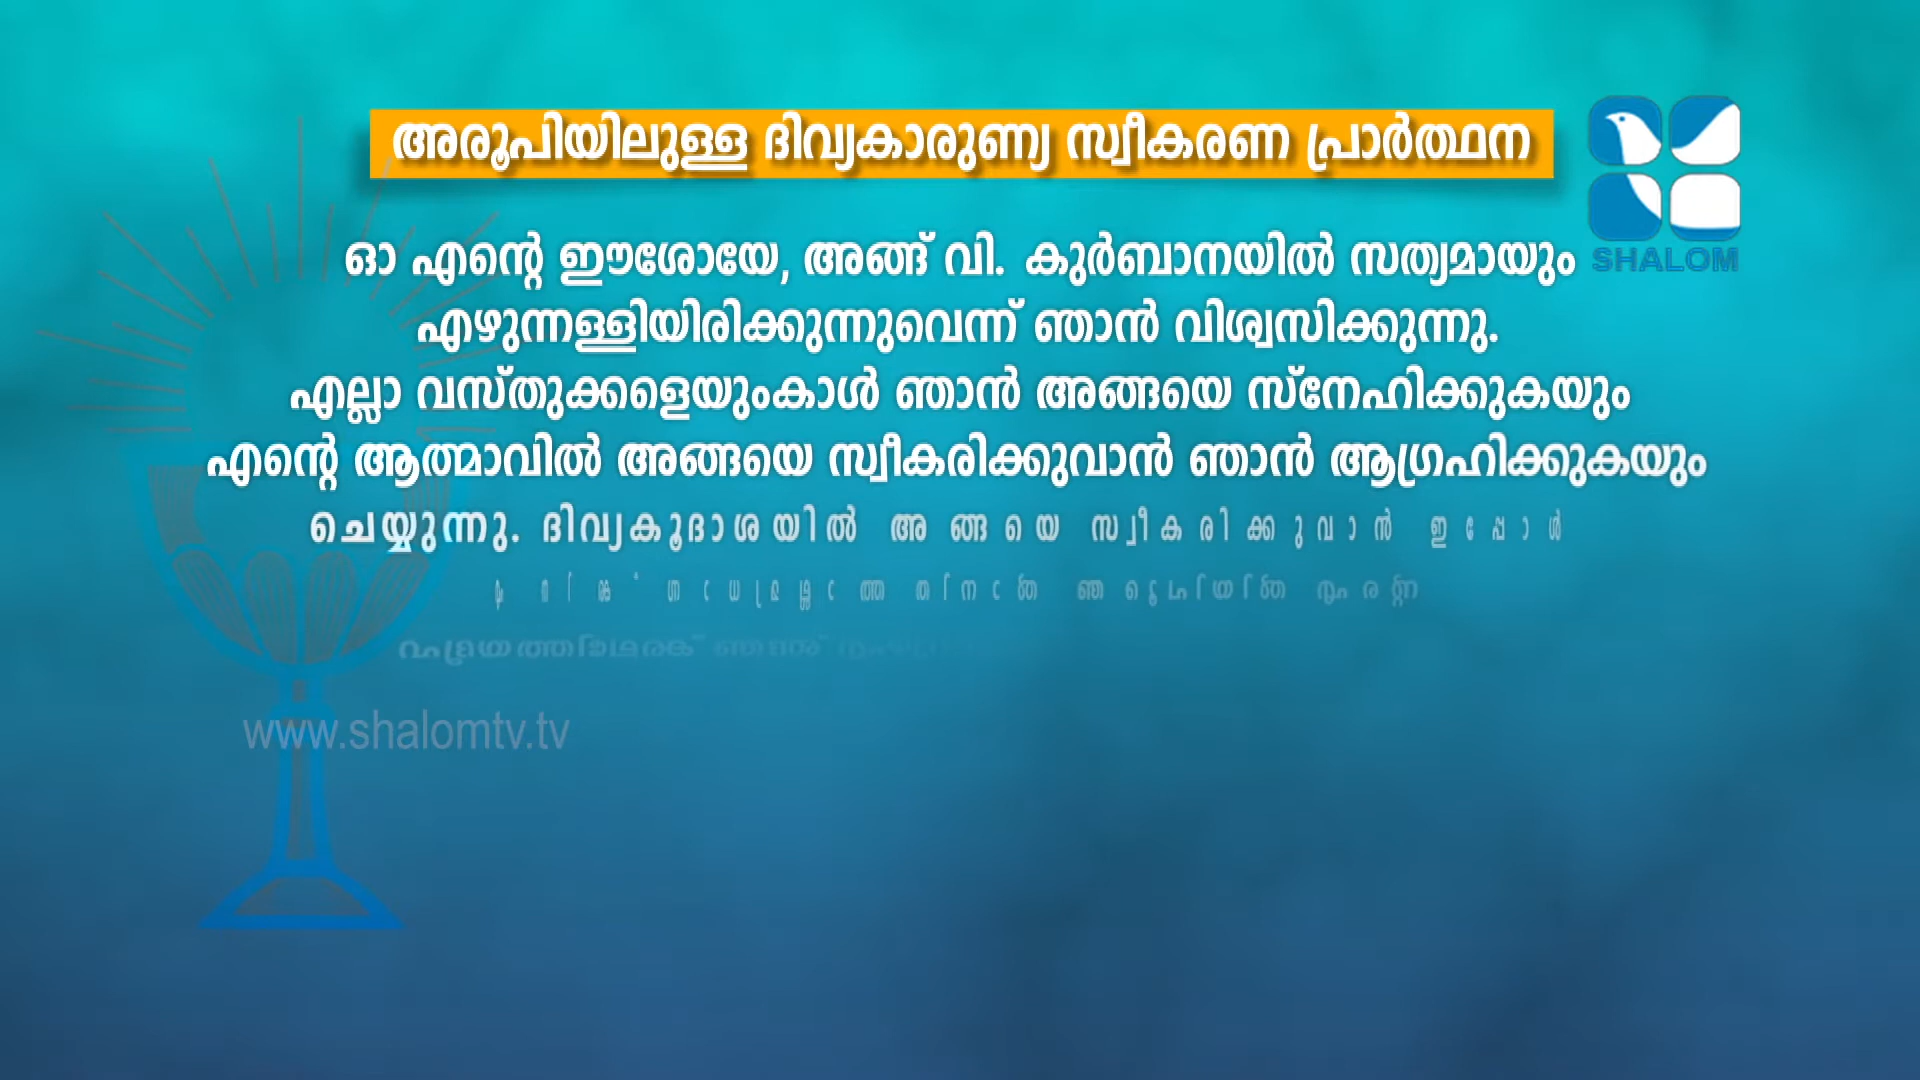 അരൂപിയിലുള്ള ദിവ്യകാരുണ്യ സ്വീകരണ പ്രാർത്ഥന
ഓ എന്റെ ഈശോയേ, അങ്ങ് വി. കുർബാനയിൽ സത്യമായും
എഴുന്നള്ളിയിരിക്കുന്നുവെന്ന് ഞാൻ വിശ്വസിക്കുന്നു.
എല്ലാ വസ്തുക്കളെയുംകാൾ ഞാൻ അങ്ങയെ സ്നേഹിക്കുകയും
എന്റെ ആത്മാവിൽ അങ്ങയെ സ്വീകരിക്കുവാൻ ഞാൻ ആഗ്രഹിക്കുകയും
ചെയ്യുന്നു. ദിവ്യകൂദാശയിൽ അങ്ങയെ സ്വീകരിക്കുവാൻ ഇപ്പോൾ
SHALOM
www.shalomtv.tv